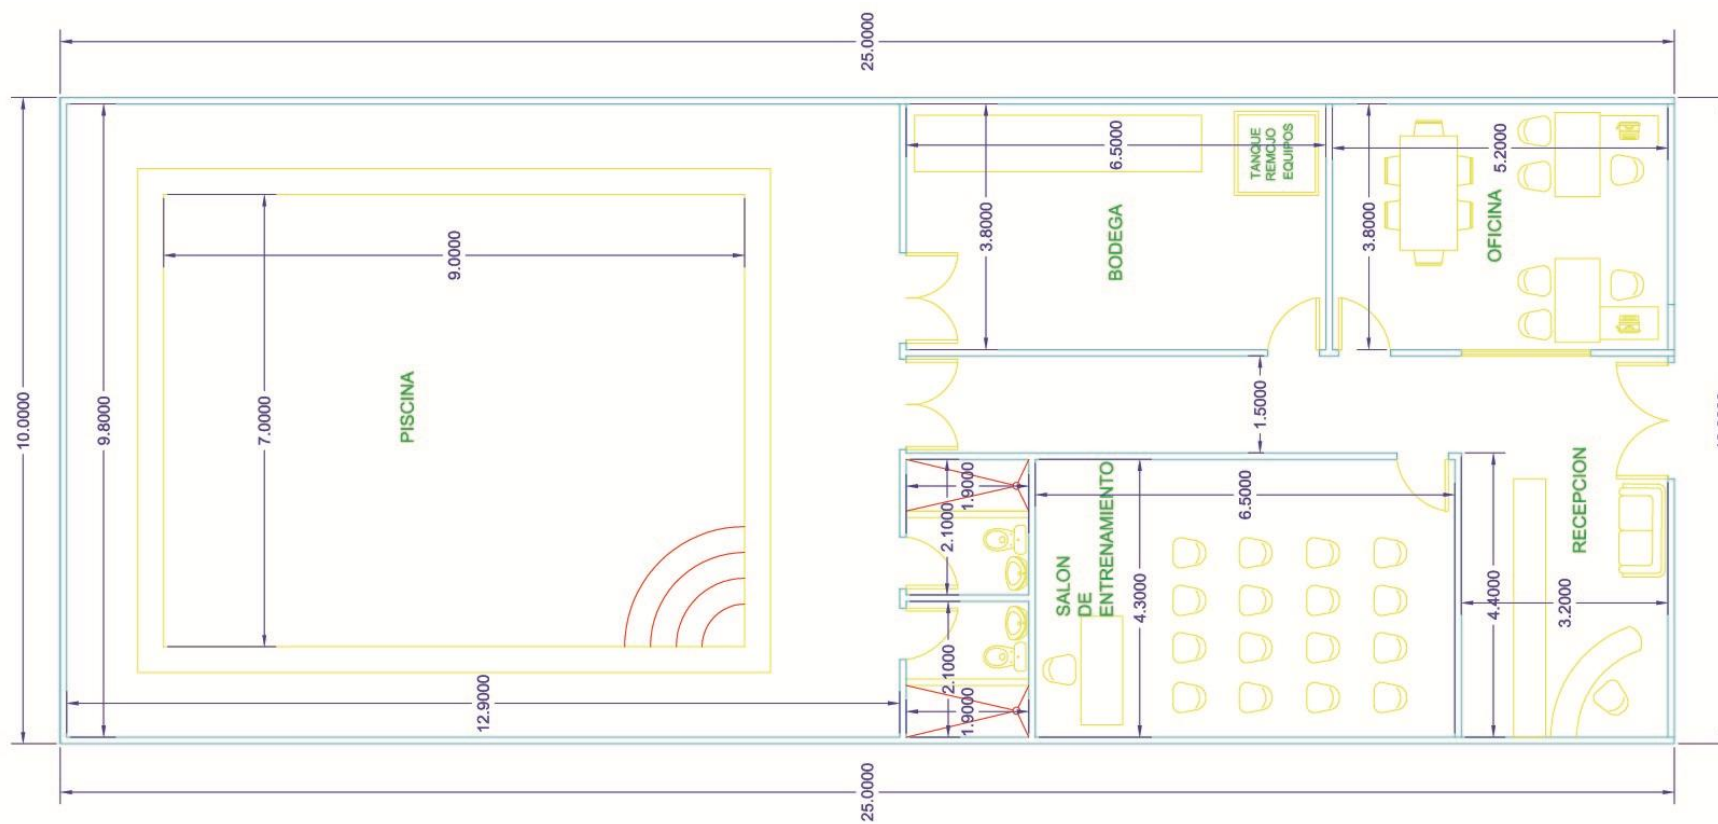 25.0000
10.0000
9.8000
7.0000
9.0000
PISCINA
12.9000
6.5000
3.8000
BODEGA
TANQUE
REMOJO
EQUIPOS
5.2000
3.8000
OFICINA
1.5000
1.9000
2.1000
2.1000
1.9000
SALON
DE
ENTRENAMIENTO
4.3000
6.5000
RECEPCION
4.4000
3.2000
25.0000